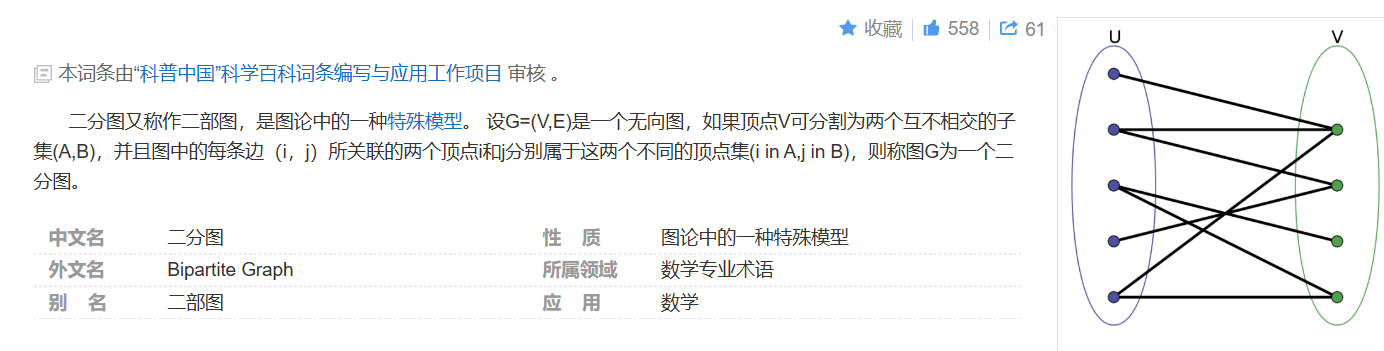 收藏 558 61
本词条由“科普中国”科学百科词条编写与应用工作项目 审核 。
二分图又称作二部图，是图论中的一种特殊模型。 设G=(V,E)是一个无向图，如果顶点V可分割为两个互不相交的子
集(A,B)，并且图中的每条边（i，j）所关联的两个顶点i和j分别属于这两个不同的顶点集(i in A,j in B)，则称图G为一个二
分图。
中文名 二分图 性 质 图论中的一种特殊模型
外文名 Bipartite Graph 所属领域 数学专业术语
别 名 二部图 应 用 数学
U V